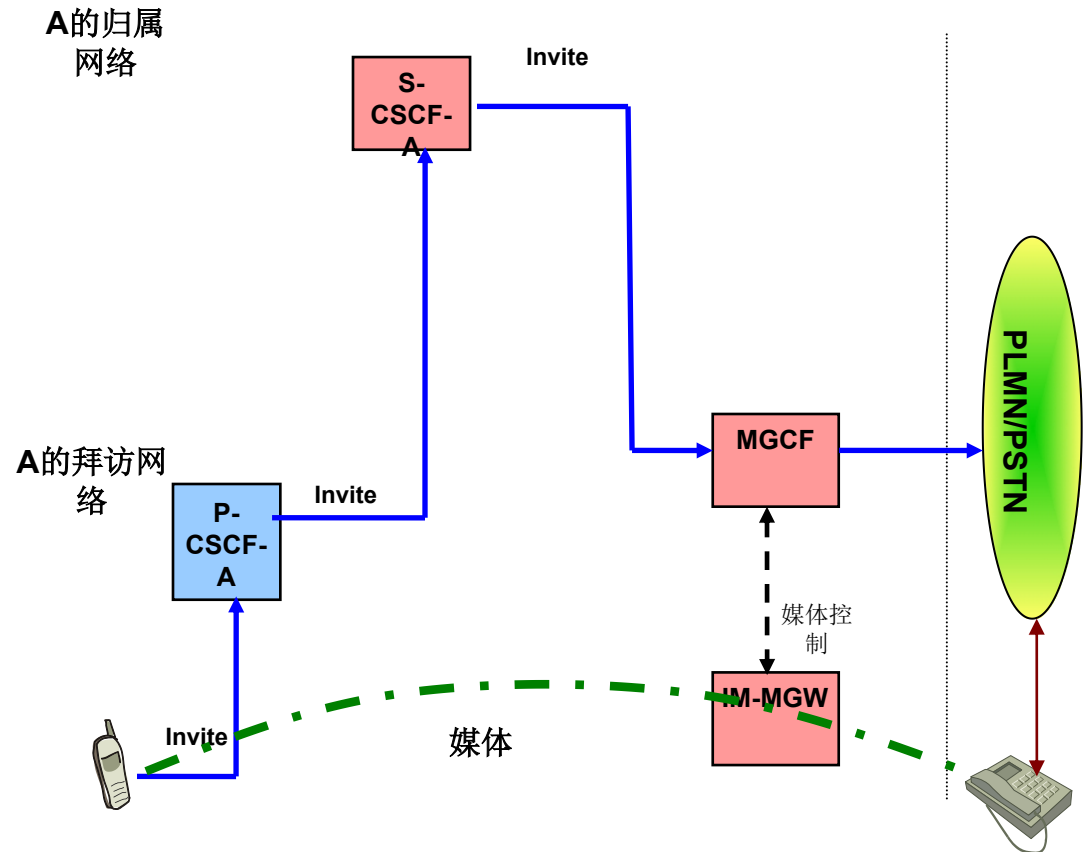 A的归属
网络
Invite
S-
CSCF-
A
PLMN/PSTN
MGCF
A的拜访网
络
Invite
P-
CSCF-
A
媒体控
制
IM-MGW
Invite
媒体